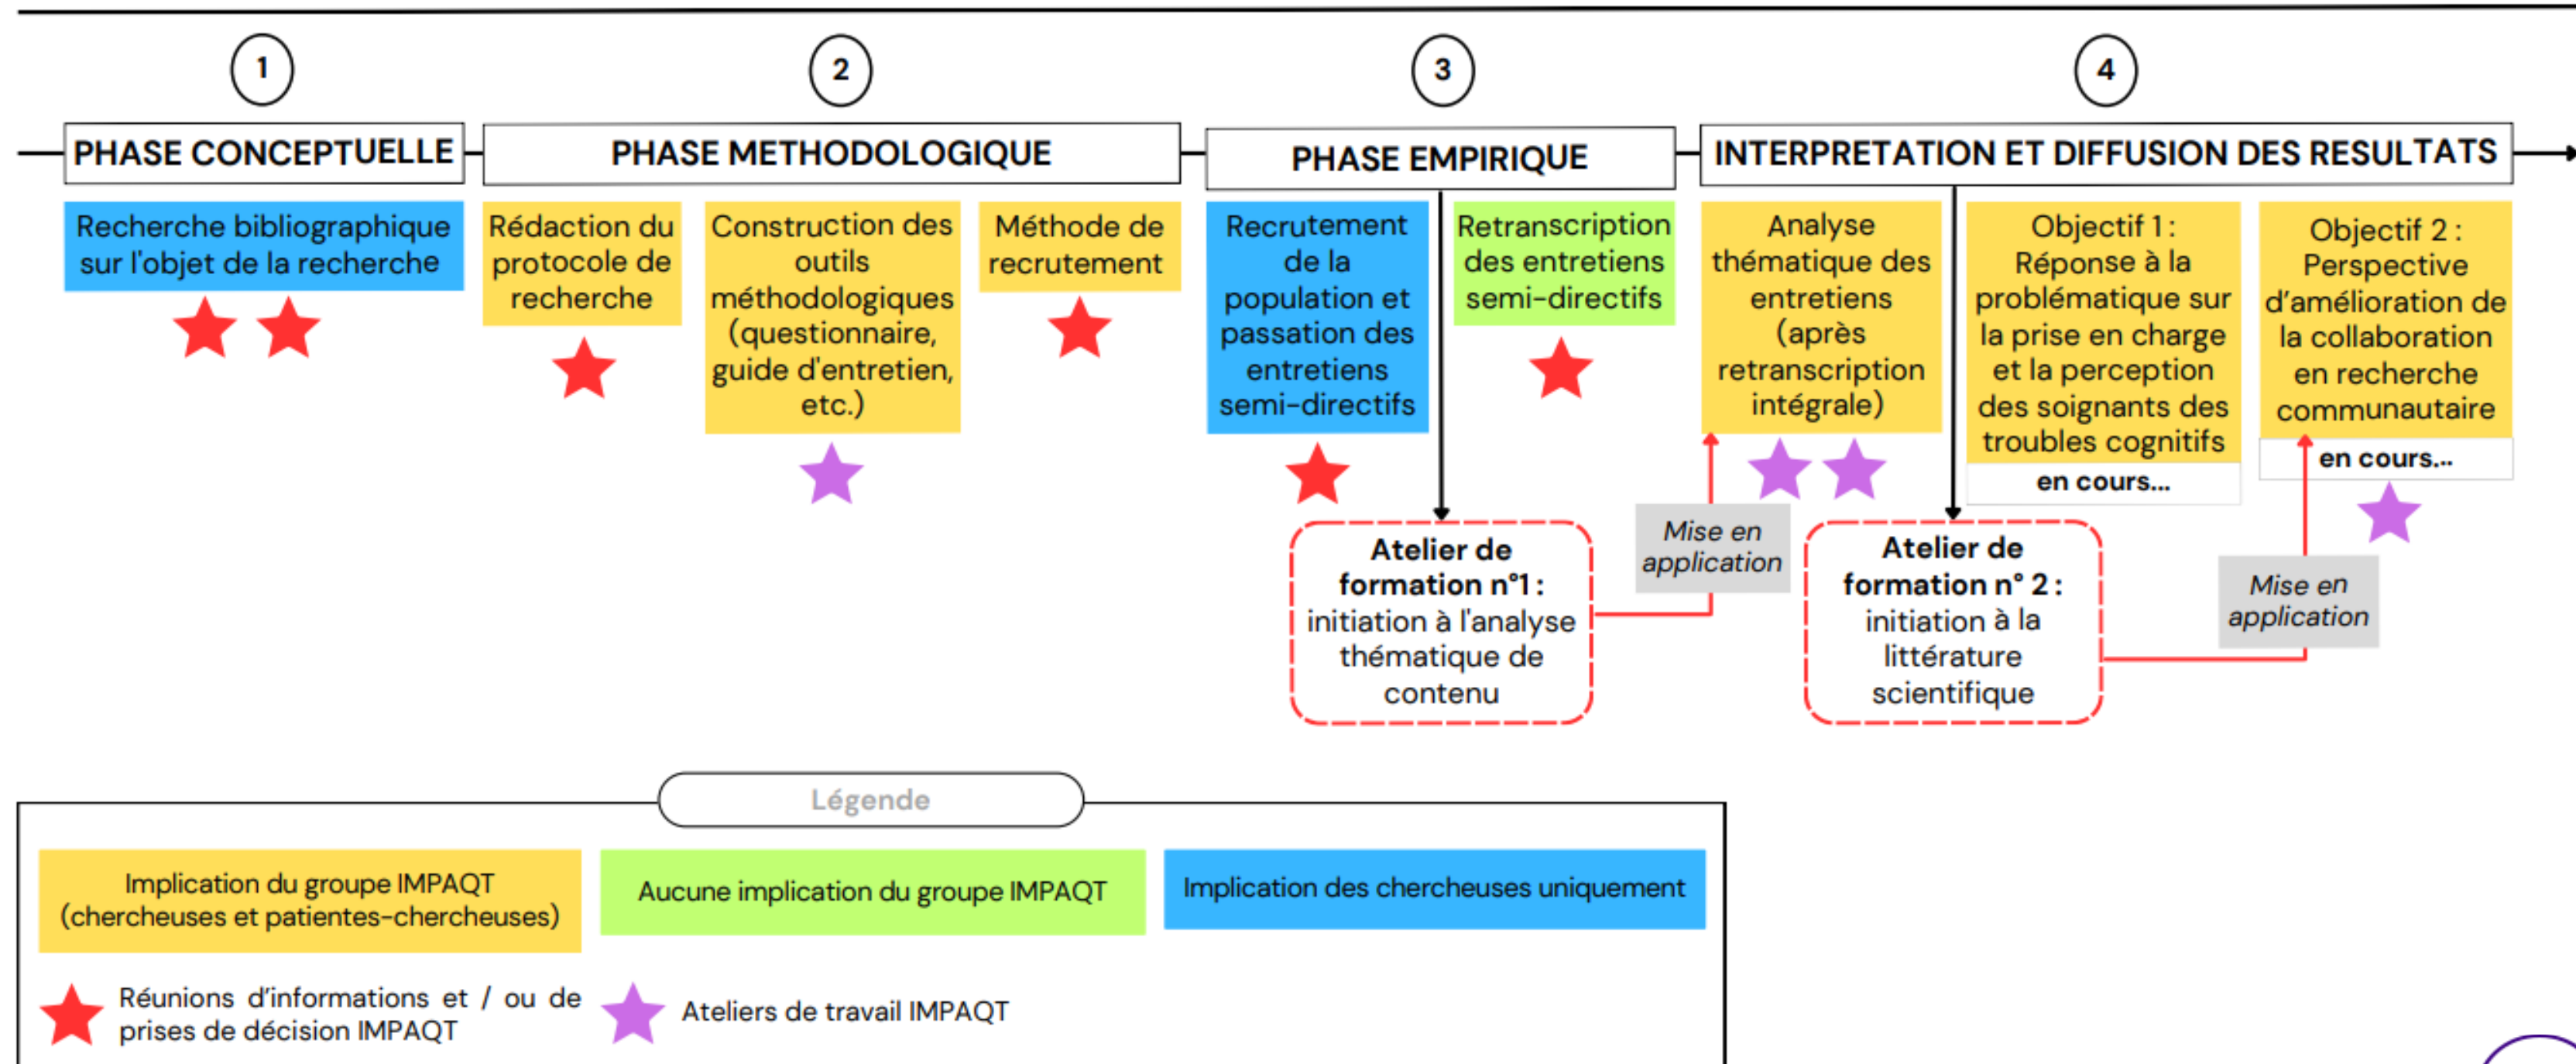 1
2
3
4
PHASE CONCEPTUELLE
PHASE METHODOLOGIQUE
PHASE EMPIRIQUE
INTERPRETATION ET DIFFUSION DES RESULTATS
Recherche bibliographique
sur l'objet de la recherche
Rédaction du
protocole de
recherche
Construction des
outils
méthodologiques
(questionnaire,
guide d'entretien,
etc.)
Méthode de
recrutement
Recrutement
de la
population et
passation des
entretiens
semi-directifs
Retranscription
des entretiens
semi-directifs
Analyse
thématique des
entretiens
(après
retranscription
intégrale)
Objectif 1 :
Réponse à la
problématique sur
la prise en charge
et la perception
des soignants des
troubles cognitifs
en cours...
Objectif 2 :
Perspective
d'amélioration de
la collaboration
en recherche
communautaire
en cours...
Atelier de
formation n°1 :
initiation à l'analyse
thématique de
contenu
Mise en
application
Atelier de
formation n° 2 :
initiation à la
littérature
scientifique
Mise en
application
Légende
Implication du groupe IMPAQT
(chercheuses et patientes-chercheuses)
Aucune implication du groupe IMPAQT
Implication des chercheuses uniquement
Réunions d'informations et / ou de
prises de décision IMPAQT
Ateliers de travail IMPAQT